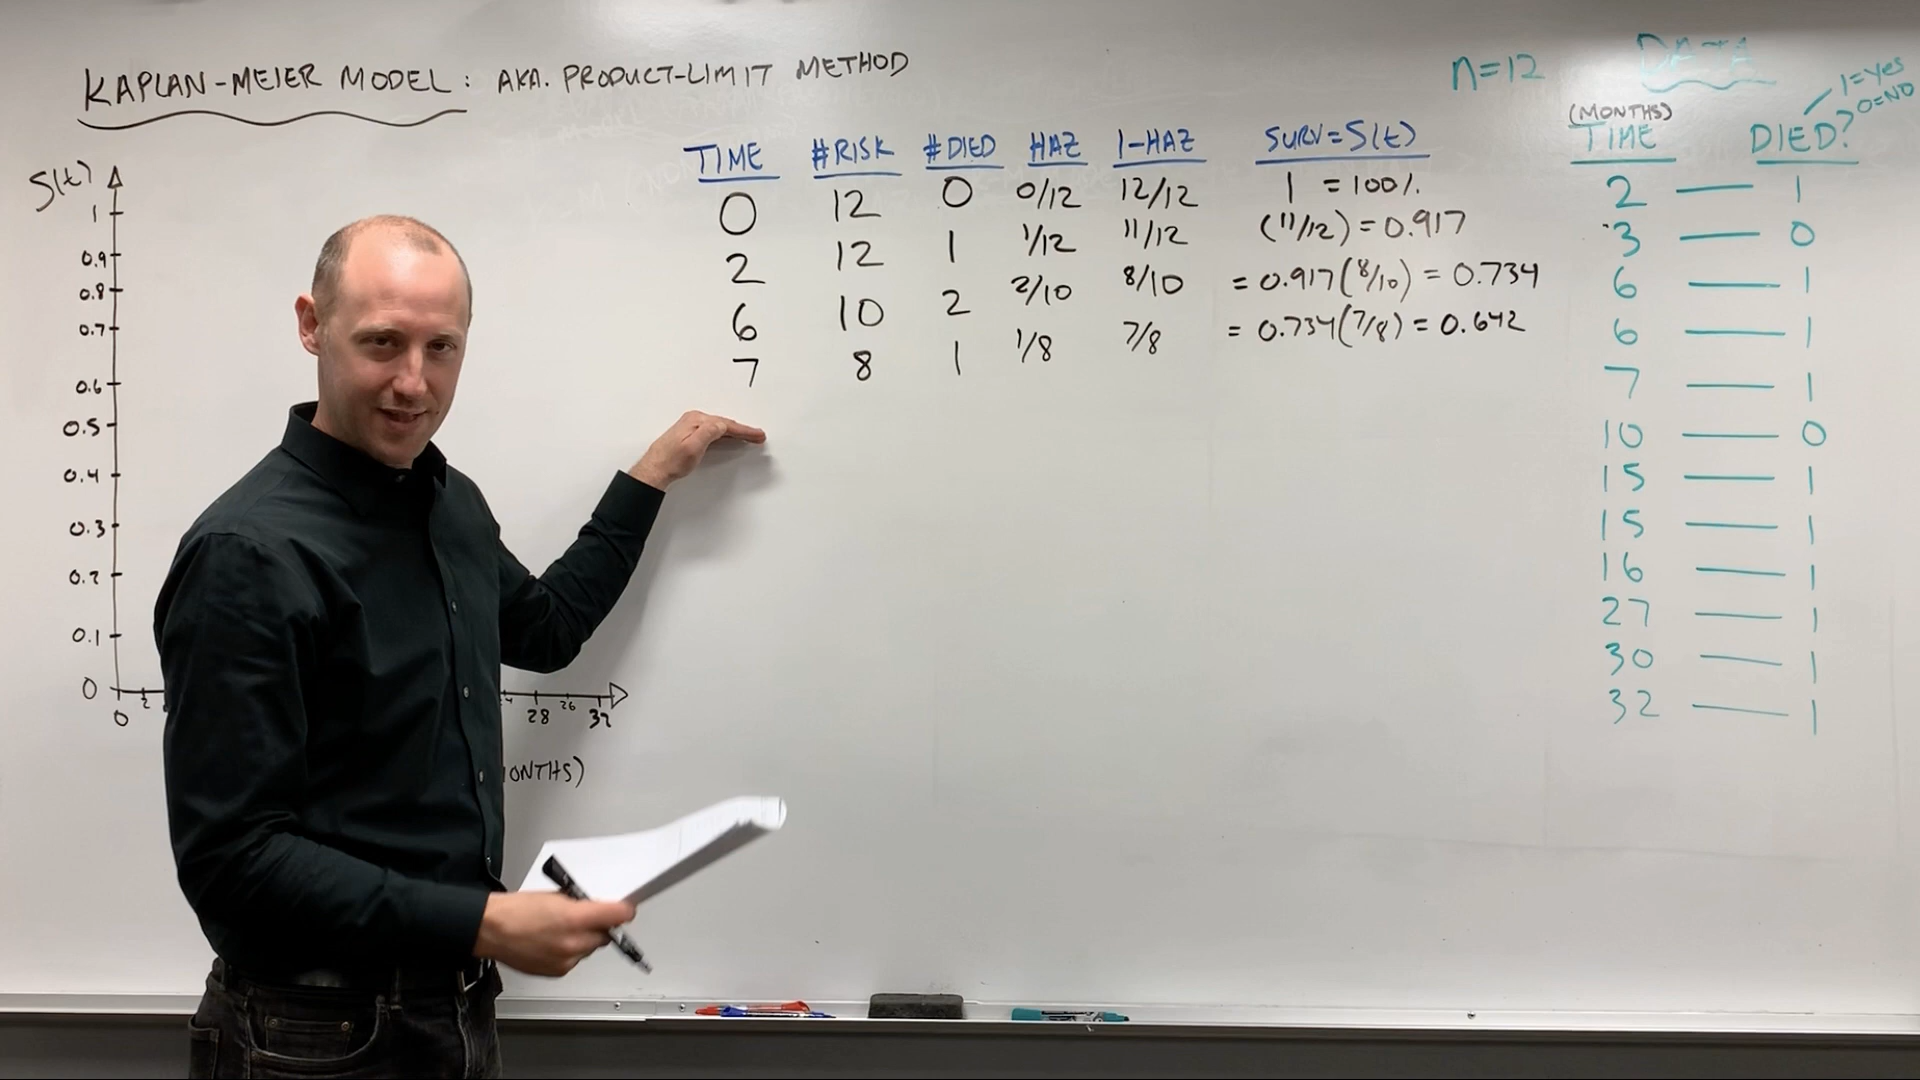 KAPLAN-MEIER MODEL: AKA. PRODUCT-LIMIT METHOD
S(t)
1
0.9
0.8
0.7
0.6
0.5
0.4
0.3
0.2
0.1
0
0 2 28 26 32
ONTHS)
TIME #RISK #DIED HAZ 1-HAZ SURV=S(t)
0 12 0 0/12 12/12 1 = 100%.
2 12 1 1/12 11/12 (11/12) = 0.917
6 10 2 2/10 8/10 = 0.917(8/10) = 0.734
7 8 1 1/8 7/8 = 0.734(7/8) = 0.642
n=12 DATA
1=Yes
0=NO
(MONTHS)
TIME DIED?
2 — 1
3 — 0
6 — 1
6 — 1
7 — 1
10 — 0
15 — 1
15 — 1
16 — 1
27 — 1
30 — 1
32 — 1